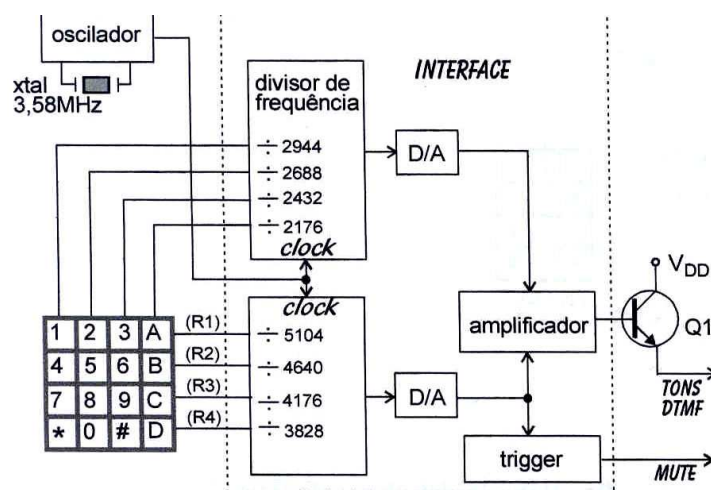 oscilador
xtal
3,58MHz
divisor de
frequência
÷ 2944
÷ 2688
÷ 2432
÷ 2176
clock
INTERFACE
D/A
clock
÷ 5104
÷ 4640
÷ 4176
÷ 3828
1 2 3 A
4 5 6 B
7 8 9 C
* 0 # D
(R1)
(R2)
(R3)
(R4)
D/A
amplificador
trigger
VDD
Q1
TONS
DTMF
MUTE